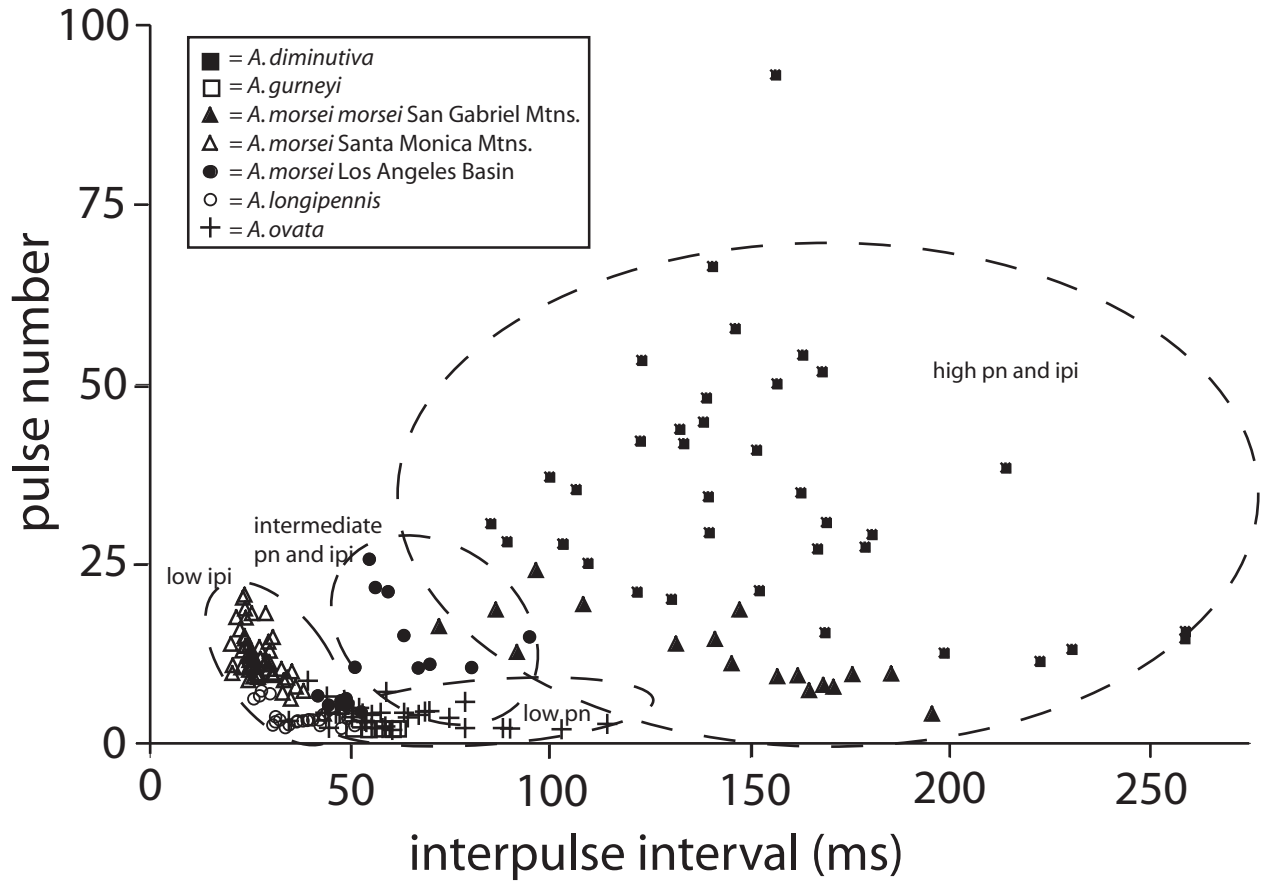 100
75
50
25
0
pulse number
= A. diminutiva
= A. gurneyi
= A. morsei morsei San Gabriel Mtns.
= A. morsei Santa Monica Mtns.
= A. morsei Los Angeles Basin
= A. longipennis
= A. ovata
high pn and ipi
intermediate
pn and ipi
low ipi
low pn
0 50 100 150 200 250
interpulse interval (ms)